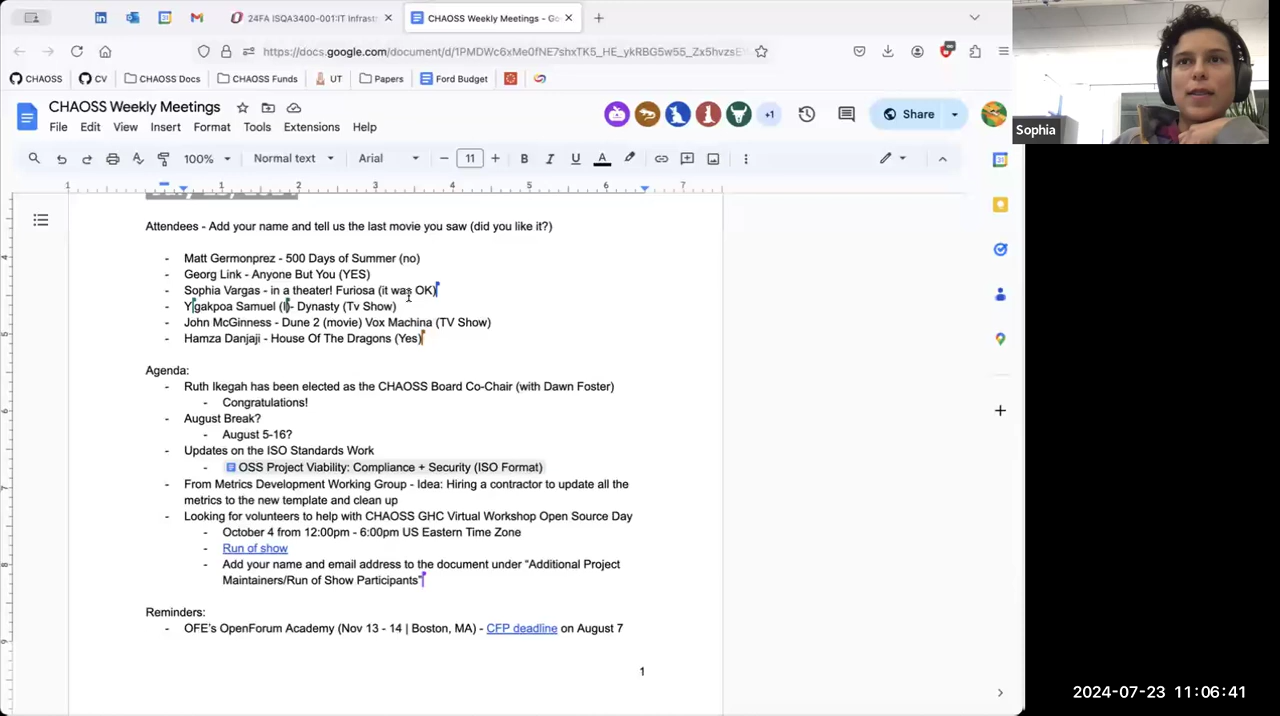 24FA ISQA3400-001:IT Infrast
CHAOSS Weekly Meetings - Go
https://docs.google.com/document/d/1PMDWc6xMe0fNE7shxTK5_HE_ykRBG5w55_Zx5hvzsE
CHAOSS
CV
CHAOSS Docs
CHAOSS Funds
UT
Papers
Ford Budget
CHAOSS Weekly Meetings
File Edit View Insert Format Tools Extensions Help
+1
Share
100%
Normal text
Arial
11
Attendees - Add your name and tell us the last movie you saw (did you like it?)
- Matt Germonprez - 500 Days of Summer (no)
- Georg Link - Anyone But You (YES)
- Sophia Vargas - in a theater! Furiosa (it was OK)
- Yigakpoa Samuel (I)- Dynasty (Tv Show)
- John McGinness - Dune 2 (movie) Vox Machina (TV Show)
- Hamza Danjaji - House Of The Dragons (Yes)
Agenda:
- Ruth Ikegah has been elected as the CHAOSS Board Co-Chair (with Dawn Foster)
- Congratulations!
- August Break?
- August 5-16?
- Updates on the ISO Standards Work
- OSS Project Viability: Compliance + Security (ISO Format)
- From Metrics Development Working Group - Idea: Hiring a contractor to update all the
metrics to the new template and clean up
- Looking for volunteers to help with CHAOSS GHC Virtual Workshop Open Source Day
- October 4 from 12:00pm - 6:00pm US Eastern Time Zone
- Run of show
- Add your name and email address to the document under “Additional Project
Maintainers/Run of Show Participants”
Reminders:
- OFE’s OpenForum Academy (Nov 13 - 14 | Boston, MA) - CFP deadline on August 7
1
Sophia
2024-07-23 11:06:41